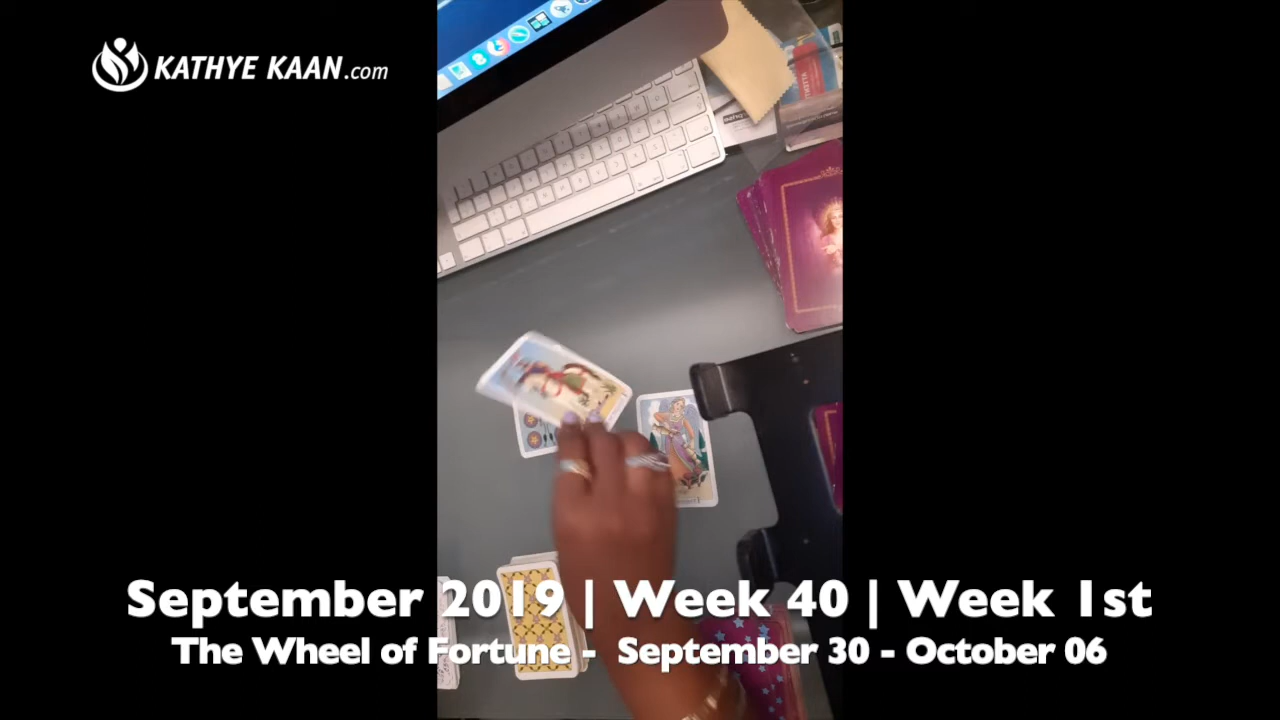 KATHYE KAAN.com
September 2019 | Week 40 | Week 1st
The Wheel of Fortune - September 30 - October 06